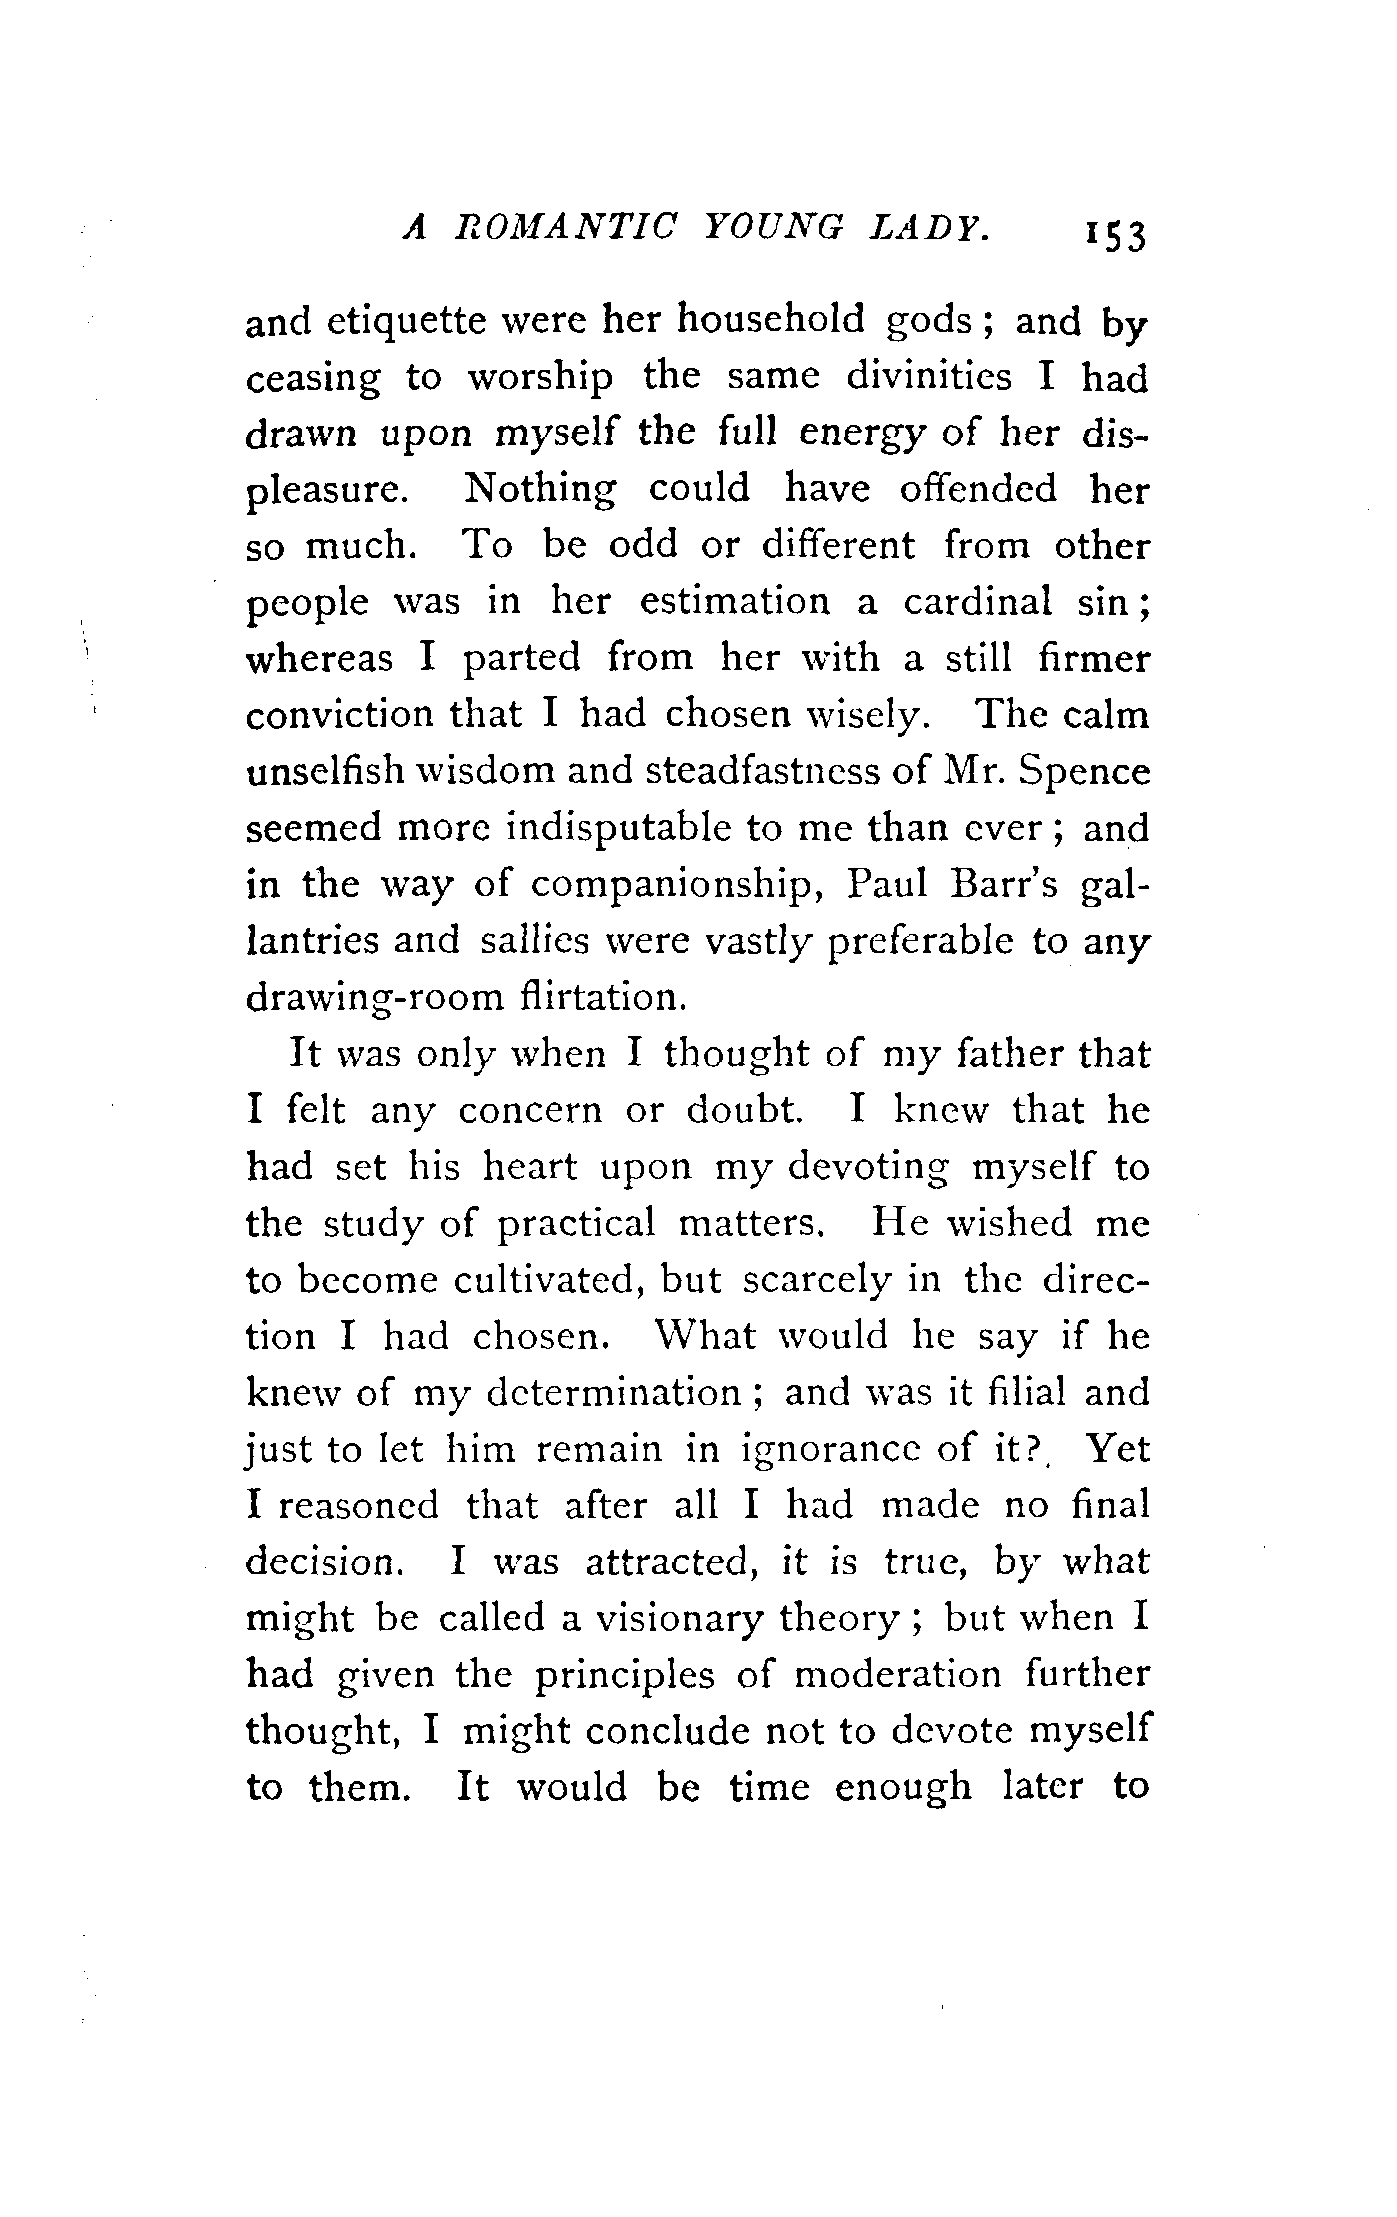 A ROMANTIC YOUNG LADY. 153
and etiquette were her household gods ; and by
ceasing to worship the same divinities I had
drawn upon myself the full energy of her dis-
pleasure. Nothing could have offended her
so much. To be odd or different from other
people was in her estimation a cardinal sin ;
whereas I parted from her with a still firmer
conviction that I had chosen wisely. The calm
unselfish wisdom and steadfastness of Mr. Spence
seemed more indisputable to me than ever ; and
in the way of companionship, Paul Barr's gal-
lantries and sallies were vastly preferable to any
drawing-room flirtation.
It was only when I thought of my father that
I felt any concern or doubt. I knew that he
had set his heart upon my devoting myself to
the study of practical matters. He wished me
to become cultivated, but scarcely in the direc-
tion I had chosen. What would he say if he
knew of my determination ; and was it filial and
just to let him remain in ignorance of it? Yet
I reasoned that after all I had made no final
decision. I was attracted, it is true, by what
might be called a visionary theory ; but when I
had given the principles of moderation further
thought, I might conclude not to devote myself
to them. It would be time enough later to